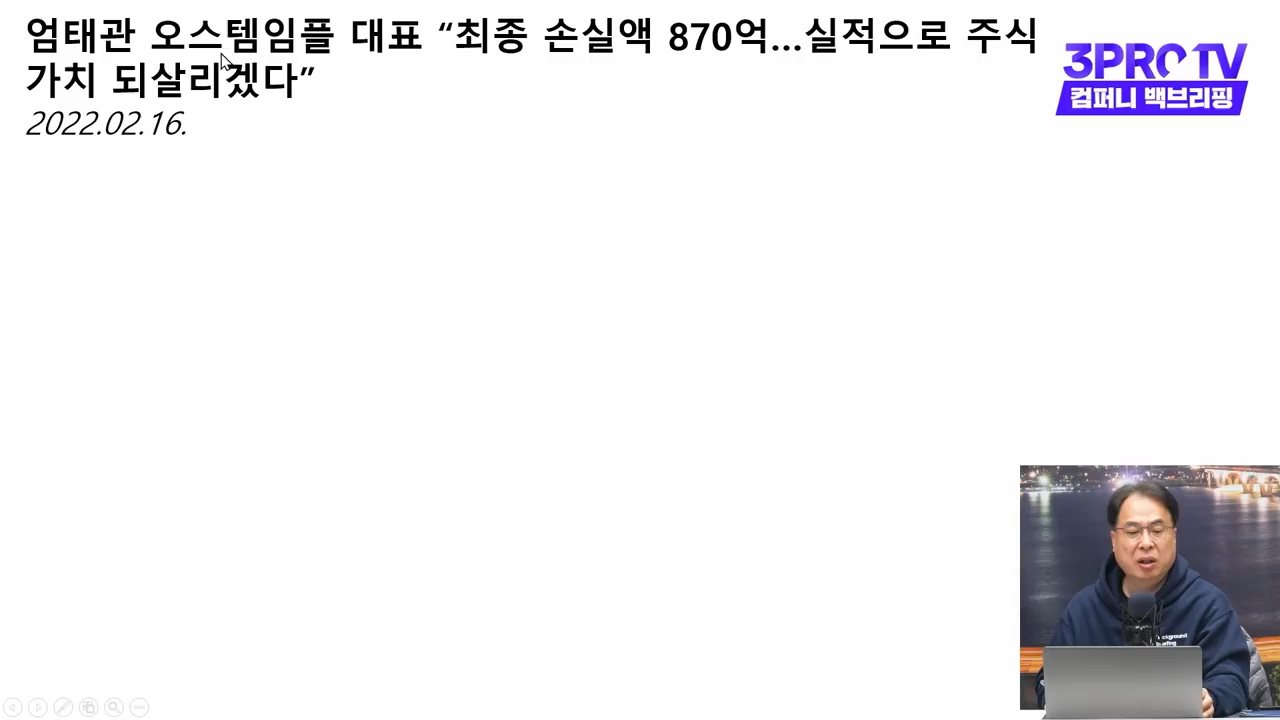 엄태관 오스템임플 대표 “최종 손실액 870억...실적으로 주식
가치 되살리겠다”
2022.02.16.
3PRO TV
컴퍼니 백브리핑